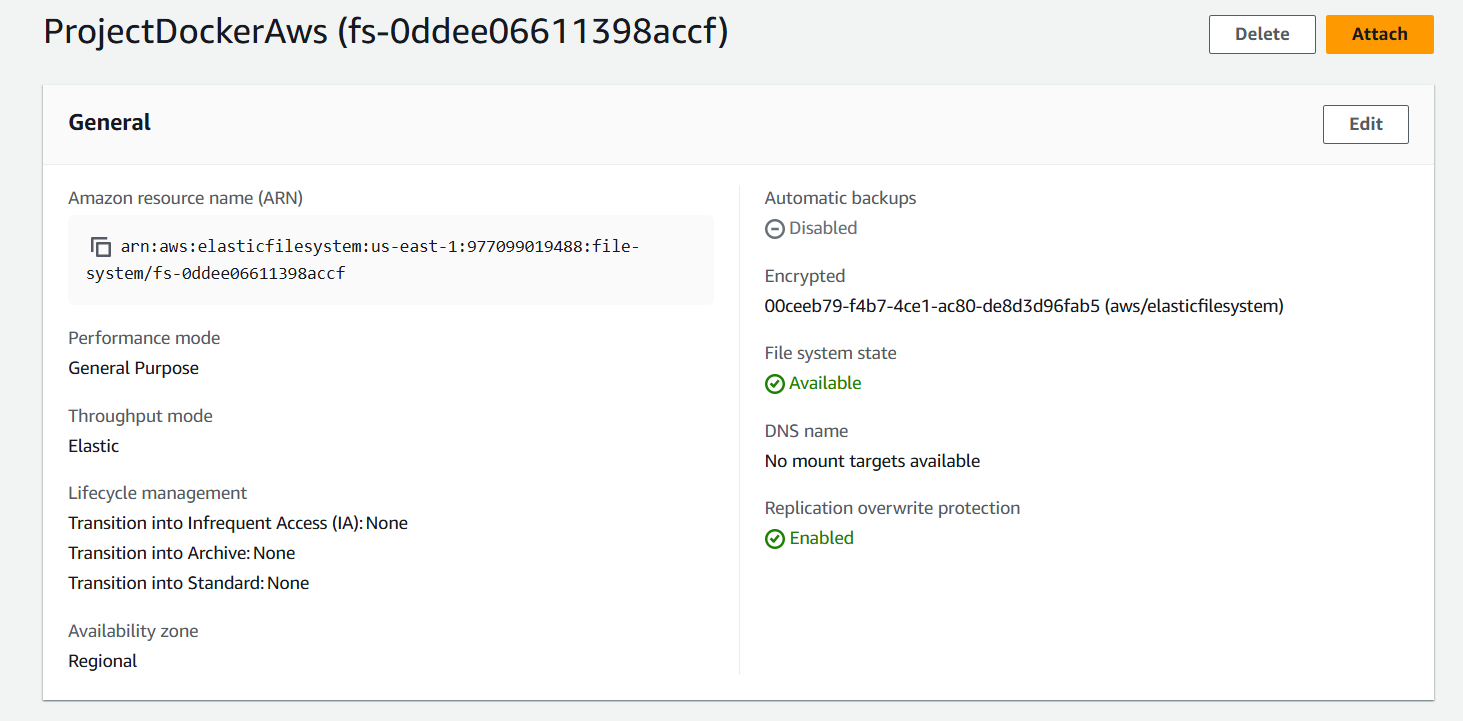 ProjectDockerAws (fs-0ddee06611398accf)
Delete
Attach
General
Edit
Amazon resource name (ARN)
arn:aws:elasticfilesystem:us-east-1:977099019488:file-
system/fs-0ddee06611398accf
Performance mode
General Purpose
Throughput mode
Elastic
Lifecycle management
Transition into Infrequent Access (IA): None
Transition into Archive: None
Transition into Standard: None
Availability zone
Regional
Automatic backups
Disabled
Encrypted
00ceeb79-f4b7-4ce1-ac80-de8d3d96fab5 (aws/elasticfilesystem)
File system state
Available
DNS name
No mount targets available
Replication overwrite protection
Enabled